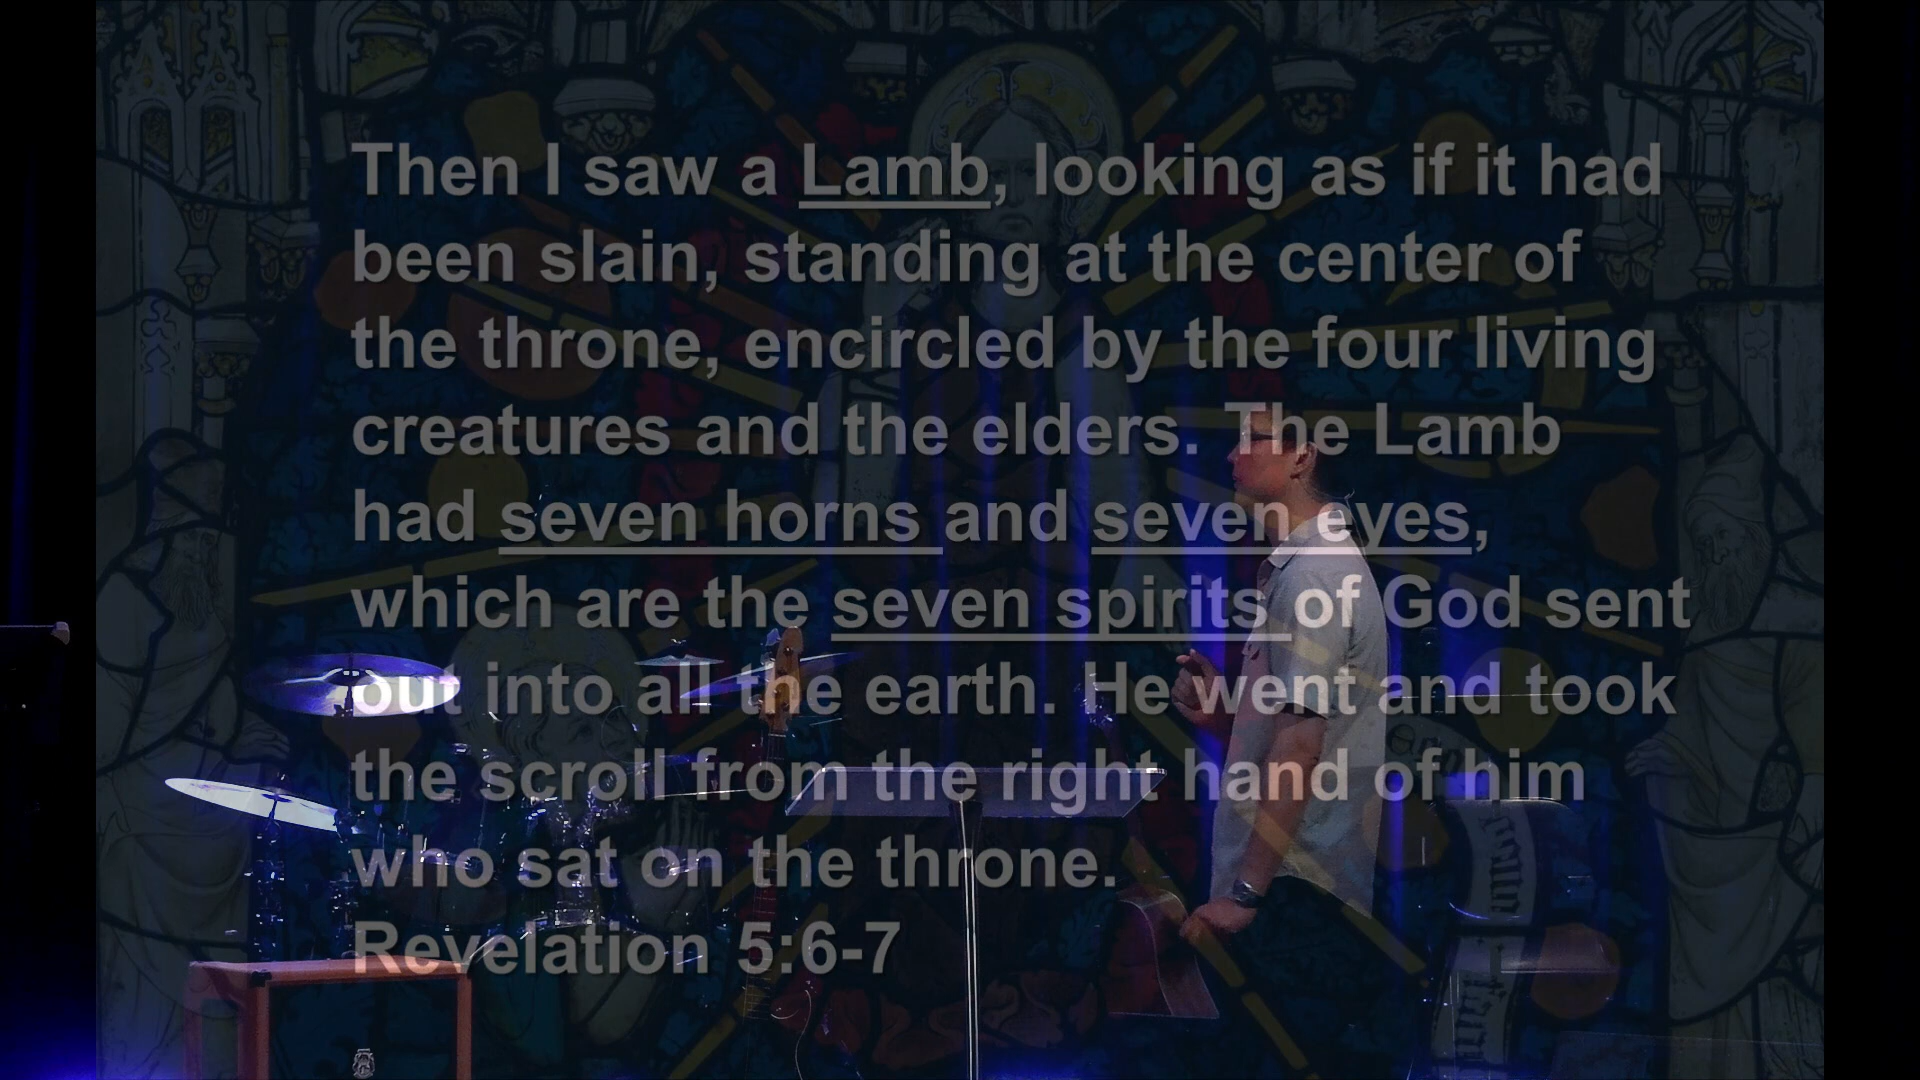 Then I saw a Lamb, looking as if it had
been slain, standing at the center of
the throne, encircled by the four living
creatures and the elders. The Lamb
had seven horns and seven eyes,
which are the seven spirits of God sent
out into all the earth. He went and took
the scroll from the right hand of him
who sat on the throne.
Revelation 5:6-7